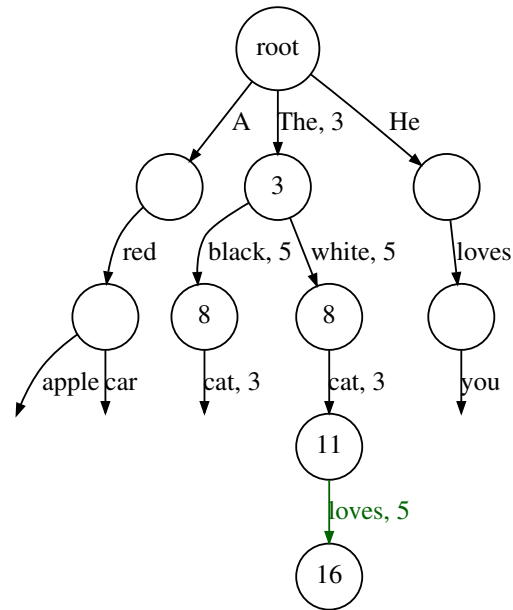 root
A
The, 3
He
3
red
black, 5
white, 5
loves
8
8
apple
car
cat, 3
cat, 3
you
11
loves, 5
16